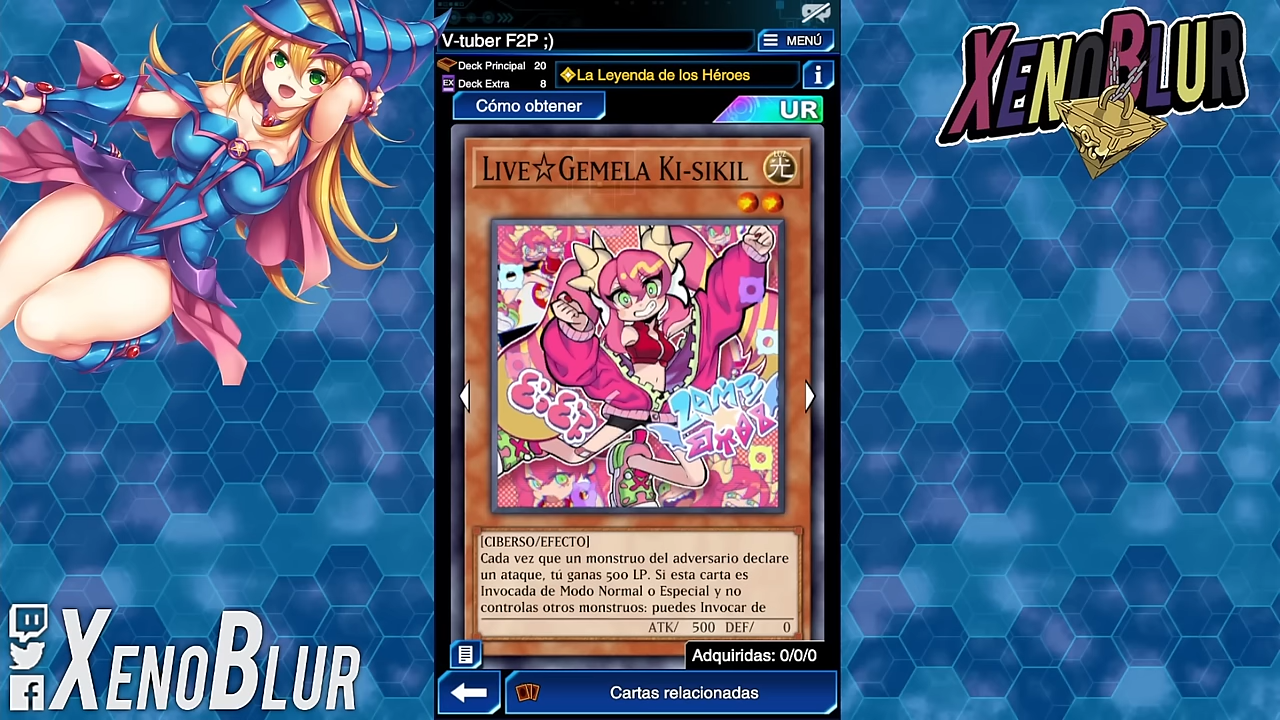 V-tuber F2P ;)
MENÚ
Deck Principal 20
EX Deck Extra 8
La Leyenda de los Héroes
i
Cómo obtener
UR
LIVE☆GEMELA KI-SIKIL
LUZ
光
[CIBERSO/EFECTO]
Cada vez que un monstruo del adversario declare
un ataque, tú ganas 500 LP. Si esta carta es
Invocada de Modo Normal o Especial y no
controlas otros monstruos: puedes Invocar de
ATK/ 500 DEF/ 0
Adquiridas: 0/0/0
Cartas relacionadas
XENOBLUR
XENOBLUR